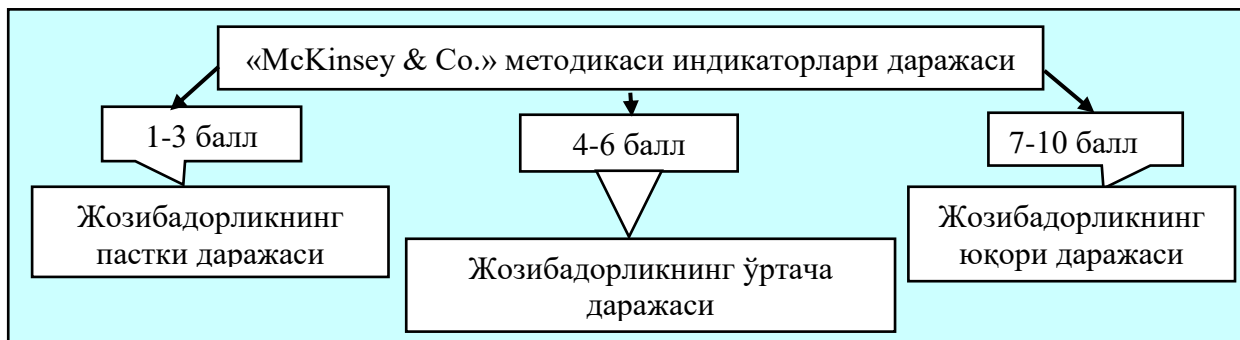 «McKinsey & Co.» методикаси индикаторлари даражаси
1-3 балл
4-6 балл
7-10 балл
Жозибадорликнинг
пастки даражаси
Жозибадорликнинг ўртача
даражаси
Жозибадорликнинг
юқори даражаси